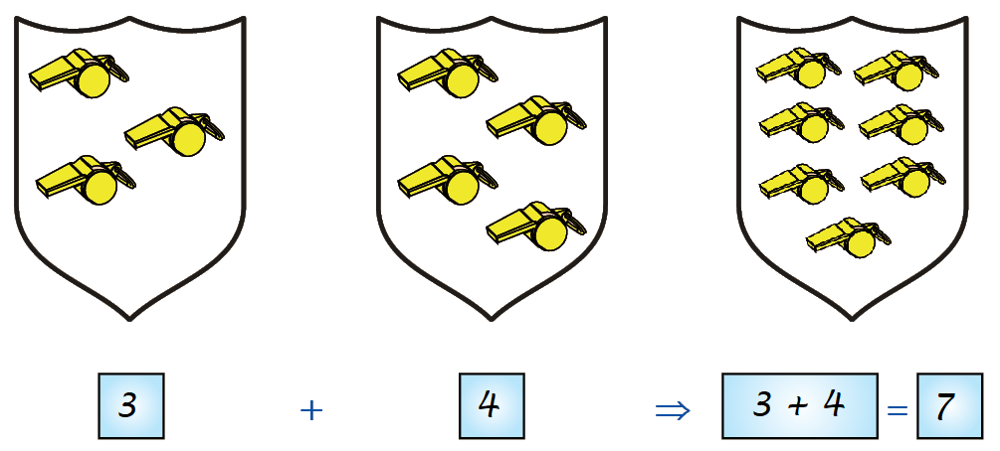 3 + 4 ⇒ 3 + 4 = 7